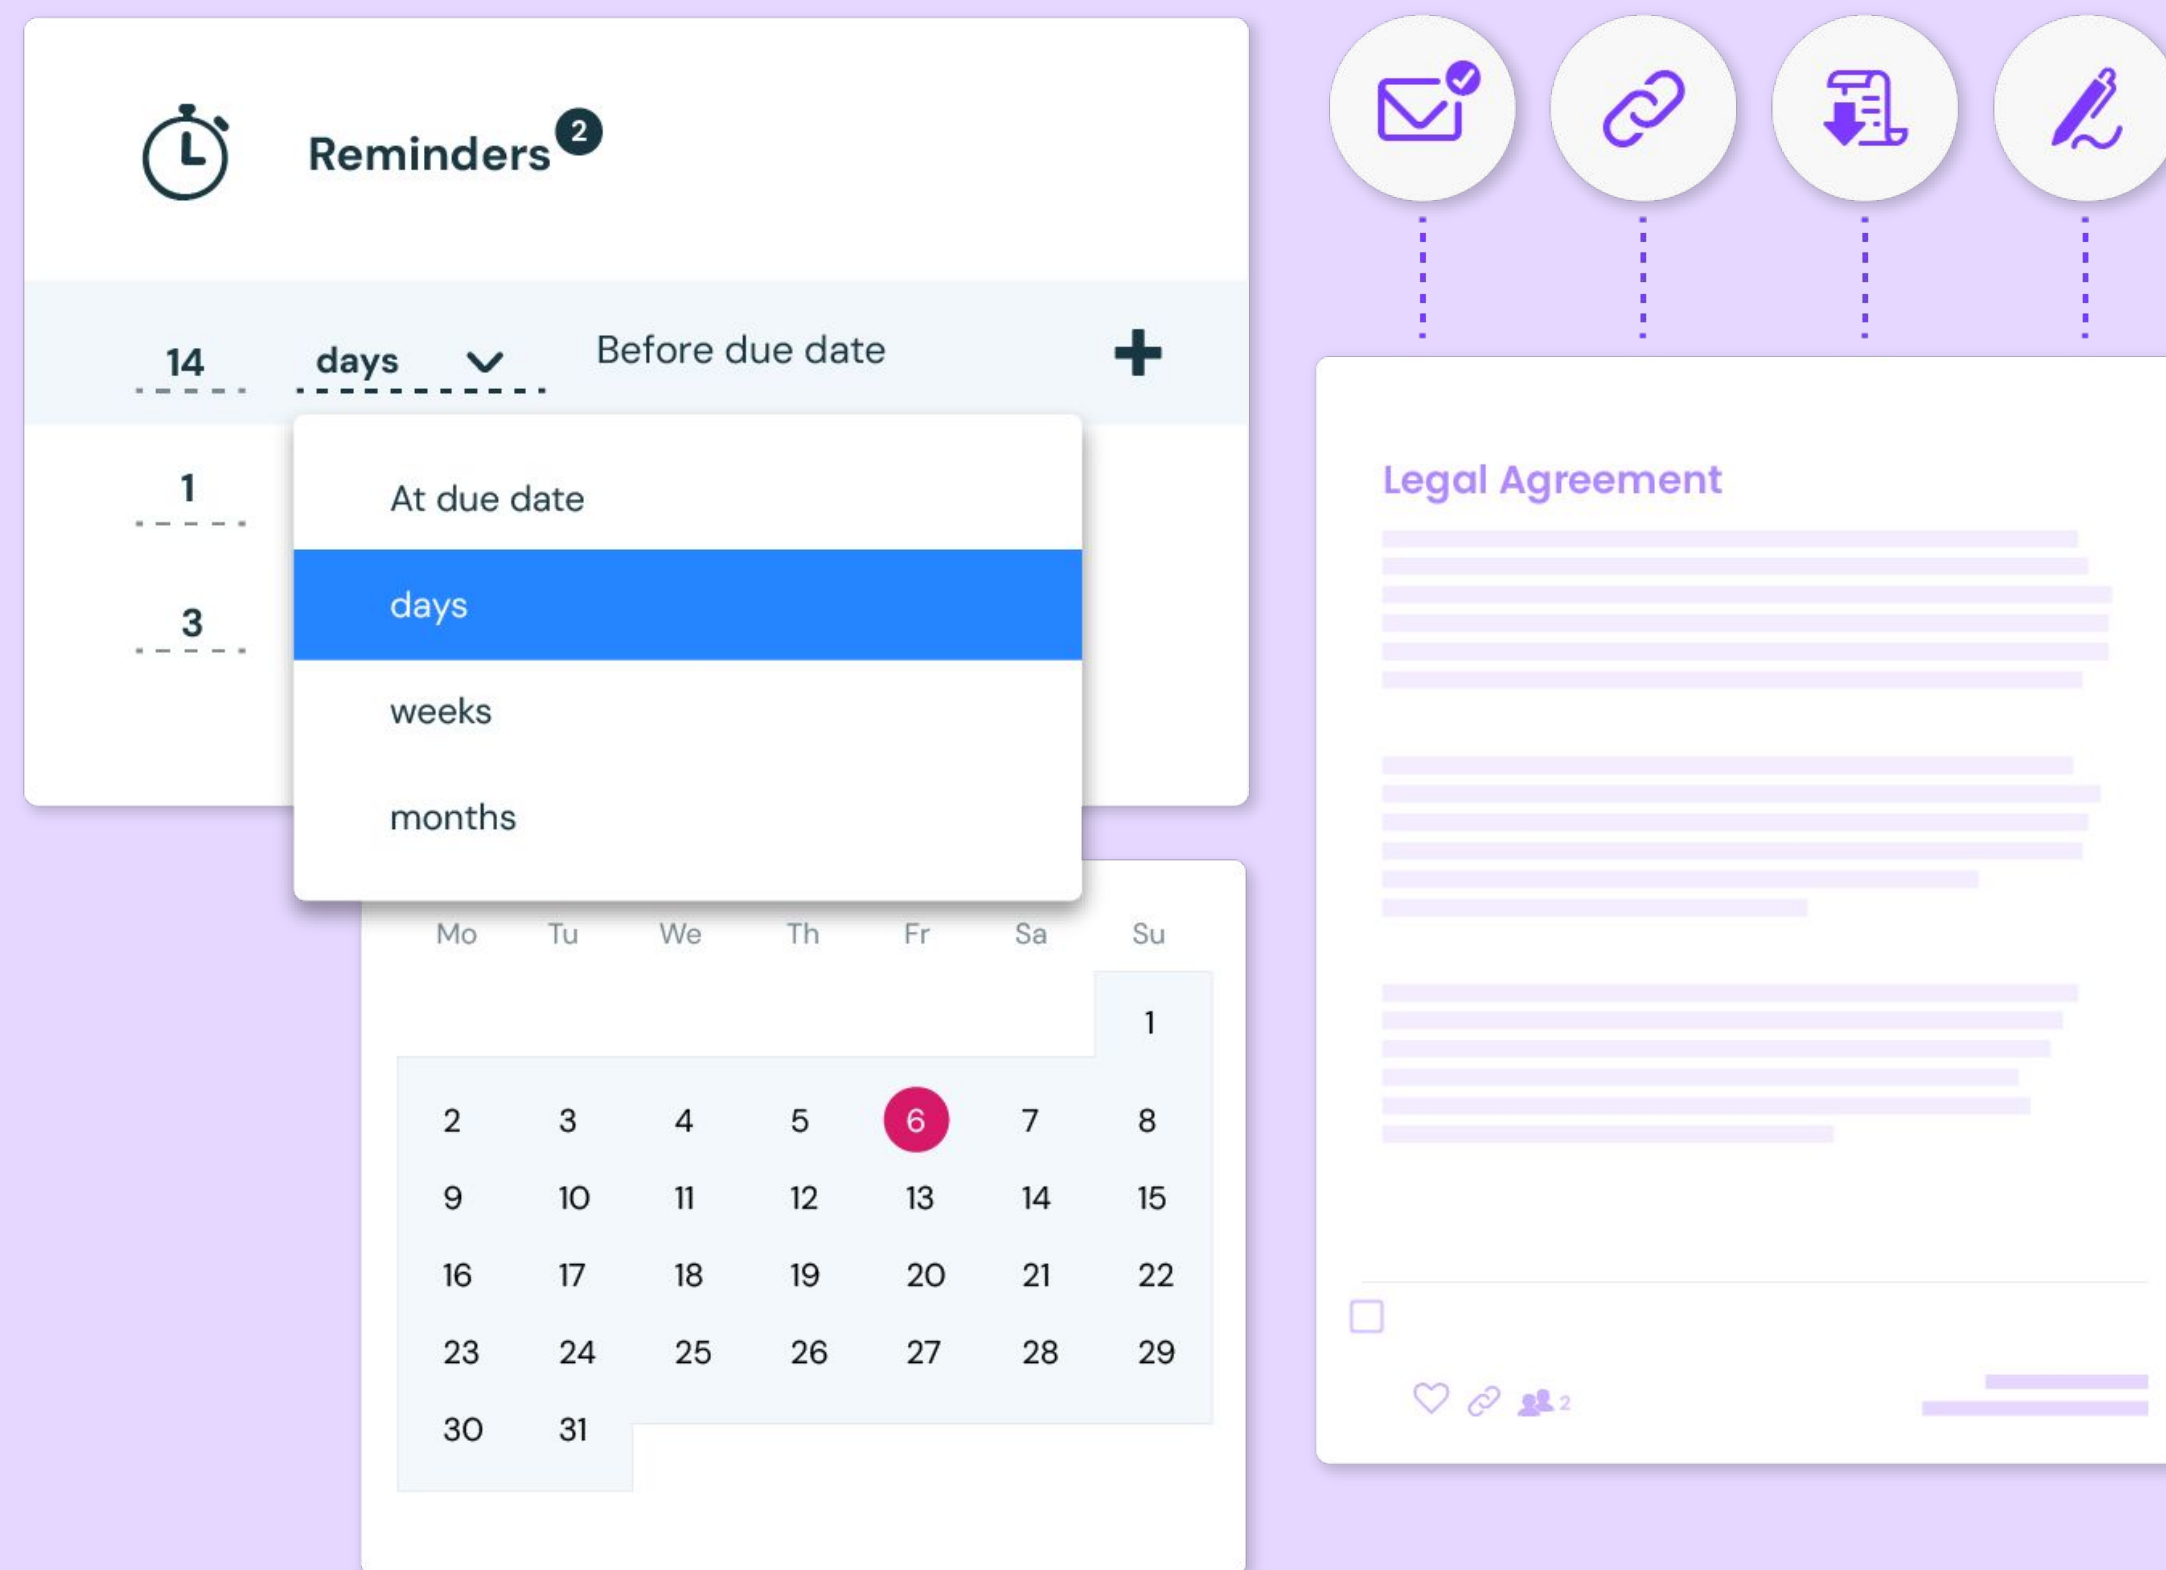 Reminders 2
14 days Before due date
1
3
At due date
days
weeks
months
Mo Tu We Th Fr Sa Su
1
2 3 4 5 6 7 8
9 10 11 12 13 14 15
16 17 18 19 20 21 22
23 24 25 26 27 28 29
30 31
Legal Agreement
2